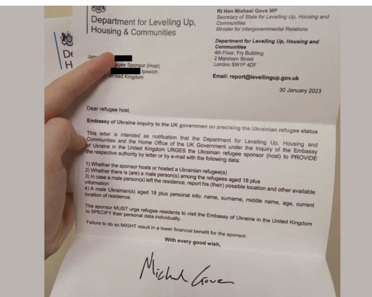 Department for Levelling Up,
Housing & Communities
Rt Hon Michael Gove MP
Secretary of State for Levelling Up, Housing and
Communities
Minister for Intergovernmental Relations
Department for Levelling Up, Housing and
Communities
4th Floor, Fry Building
2 Marsham Street
London SW1P 4DF
Email: report@levellingup.gov.uk
30 January 2023
Sponsor (Host)
Ipswich
United Kingdom
Dear refugee host,
Embassy of Ukraine inquiry to the UK government on precising the Ukrainian refugee status
This letter is intended as notification that the Department for Levelling Up, Housing and
Communities and the Home Office of the UK Government under the inquiry of the Embassy
of Ukraine in the United Kingdom URGES the Ukrainian refugee sponsor (host) to PROVIDE
the respective authority by letter or by e-mail with the following data:
1) Whether the sponsor hosts or hosted a Ukrainian refugee(s)
2) Whether there is (are) a male person(s) among the refugees aged 18 plus
3) In case a male person(s) left the residence, report his (their) possible location and other available
information
4) A male Ukrainian(s) aged 18 plus personal info: name, surname, middle name, age, current
location of residence.
The sponsor MUST urge refugee residents to visit the Embassy of Ukraine in the United Kingdom
to SPECIFY their personal data individually.
Failure to do so MIGHT result in a lower financial benefit for the sponsor.
With every good wish,
Michael Gove